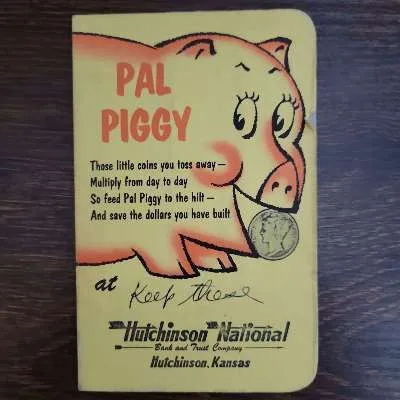 PAL
PIGGY
Those little coins you toss away —
Multiply from day to day
So feed Pal Piggy to the hilt —
And save the dollars you have built
at
Keep these
Hutchinson National
Bank and Trust Company
Hutchinson, Kansas